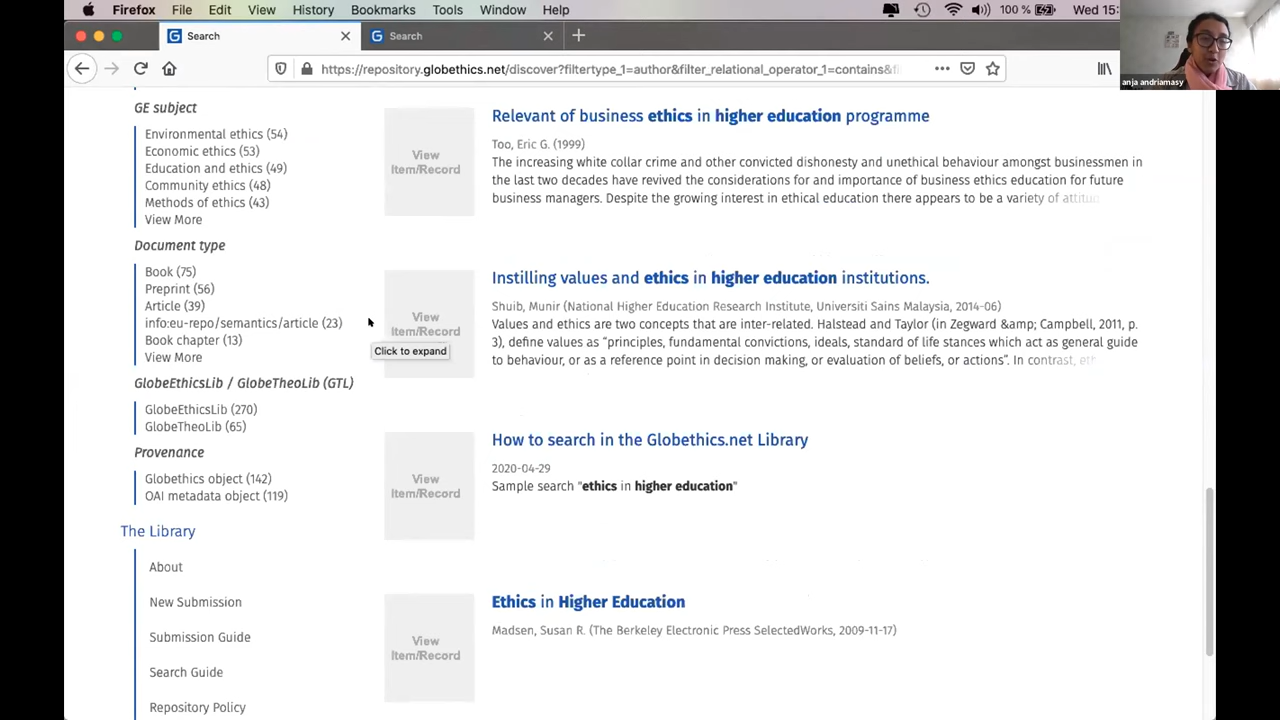 Firefox File Edit View History Bookmarks Tools Window Help 100 % Wed 15:
Search Search
https://repository.globethics.net/discover?filtertype_1=author&filter_relational_operator_1=contains&fi
anja andriamasy
GE subject
Environmental ethics (54)
Economic ethics (53)
Education and ethics (49)
Community ethics (48)
Methods of ethics (43)
View More
Document type
Book (75)
Preprint (56)
Article (39)
info:eu-repo/semantics/article (23)
Book chapter (13)
View More
GlobeEthicsLib / GlobeTheoLib (GTL)
GlobeEthicsLib (270)
GlobeTheoLib (65)
Provenance
Globethics object (142)
OAI metadata object (119)
The Library
About
New Submission
Submission Guide
Search Guide
Repository Policy
View
Item/Record
Relevant of business ethics in higher education programme
Too, Eric G. (1999)
The increasing white collar crime and other convicted dishonesty and unethical behaviour amongst businessmen in
the last two decades have revived the considerations for and importance of business ethics education for future
business managers. Despite the growing interest in ethical education there appears to be a variety of attitu
View
Item/Record
Click to expand
Instilling values and ethics in higher education institutions.
Shuib, Munir (National Higher Education Research Institute, Universiti Sains Malaysia, 2014-06)
Values and ethics are two concepts that are inter-related. Halstead and Taylor (in Zegward &amp; Campbell, 2011, p.
3), define values as “principles, fundamental convictions, ideals, standard of life stances which act as general guide
to behaviour, or as a reference point in decision making, or evaluation of beliefs, or actions”. In contrast, et
View
Item/Record
How to search in the Globethics.net Library
2020-04-29
Sample search "ethics in higher education"
View
Item/Record
Ethics in Higher Education
Madsen, Susan R. (The Berkeley Electronic Press SelectedWorks, 2009-11-17)